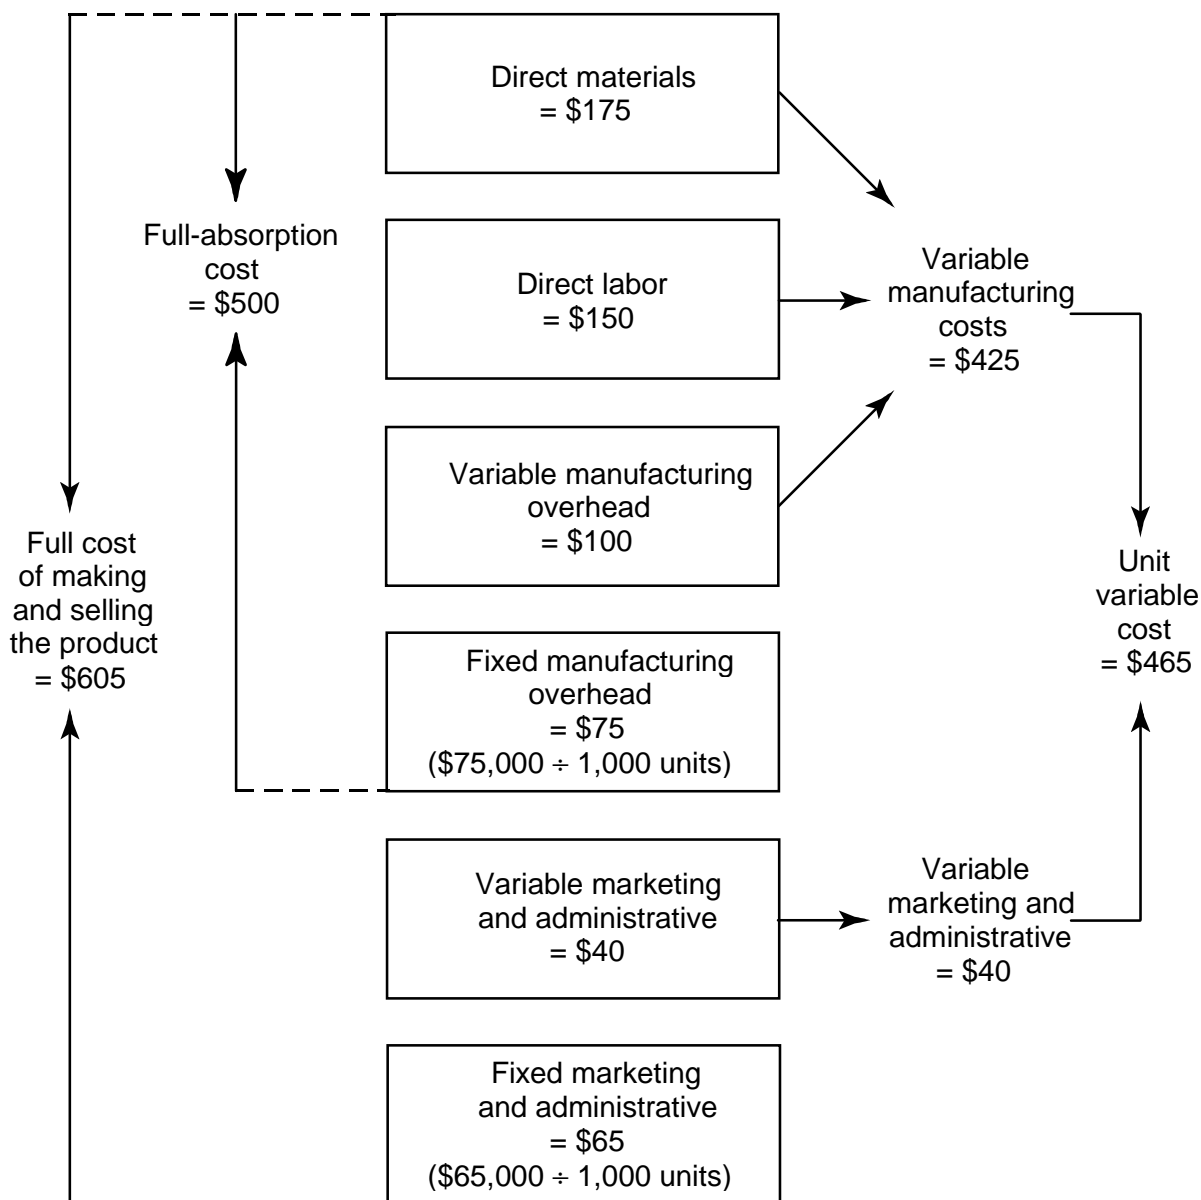 Direct materials
= $175
Full-absorption
cost
= $500
Direct labor
= $150
Variable
manufacturing
costs
= $425
Variable manufacturing
overhead
= $100
Full cost
of making
and selling
the product
= $605
Unit
variable
cost
= $465
Fixed manufacturing
overhead
= $75
($75,000 ÷ 1,000 units)
Variable marketing
and administrative
= $40
Variable
marketing and
administrative
= $40
Fixed marketing
and administrative
= $65
($65,000 ÷ 1,000 units)